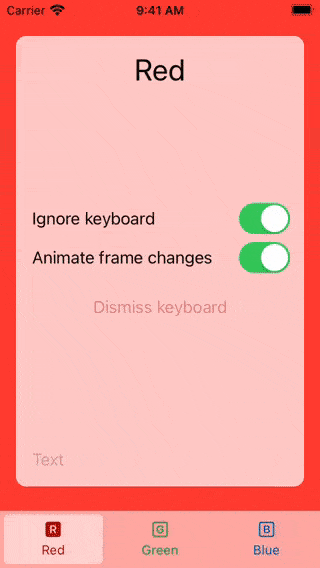 Carrier 9:41 AM
Red
Ignore keyboard
Animate frame changes
Dismiss keyboard
Text
R G B
Red Green Blue